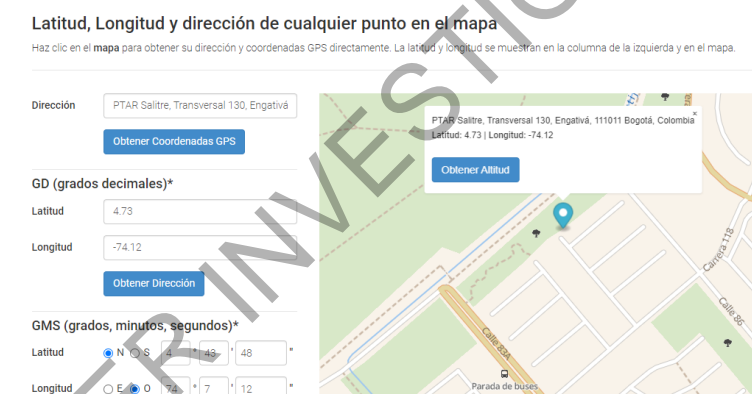 Latitud, Longitud y dirección de cualquier punto en el mapa
Haz clic en el mapa para obtener su dirección y coordenadas GPS directamente. La latitud y longitud se muestran en la columna de la izquierda y en el mapa.
Dirección
PTAR Salitre, Transversal 130, Engativá
Obtener Coordenadas GPS
GD (grados decimales)*
Latitud
4.73
Longitud
-74.12
Obtener Dirección
GMS (grados, minutos, segundos)*
Latitud N S 4 ° 43 ' 48 "
Longitud E O 74 ° 7 ' 12 "
PTAR Salitre, Transversal 130, Engativá, 111011 Bogotá, Colombia
×
Latitud: 4.73 | Longitud: -74.12
Obtener Altitud
Carrera 118
Calle 86
Calle 83A
Parada de buses